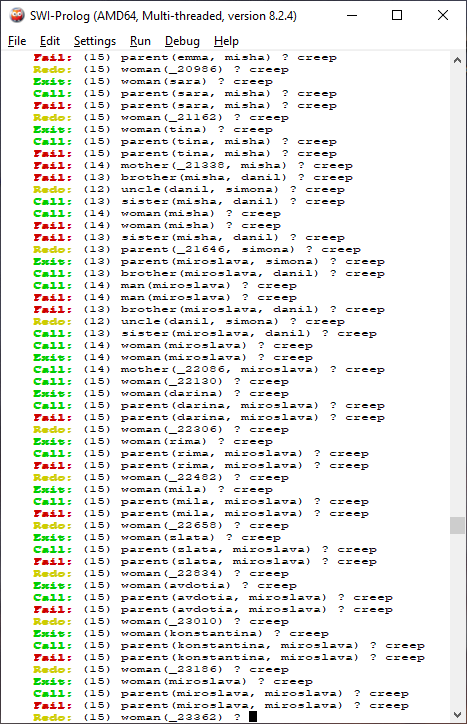 SWI-Prolog (AMD64, Multi-threaded, version 8.2.4)
File Edit Settings Run Debug Help
Fail: (15) parent(emma, misha) ? creep
Redo: (15) woman(_20986) ? creep
Exit: (15) woman(sara) ? creep
Call: (15) parent(sara, misha) ? creep
Fail: (15) parent(sara, misha) ? creep
Redo: (15) woman(_21162) ? creep
Exit: (15) woman(tina) ? creep
Call: (15) parent(tina, misha) ? creep
Fail: (15) parent(tina, misha) ? creep
Fail: (14) mother(_21338, misha) ? creep
Fail: (13) brother(misha, danil) ? creep
Redo: (12) uncle(danil, simona) ? creep
Call: (13) sister(misha, danil) ? creep
Call: (14) woman(misha) ? creep
Fail: (14) woman(misha) ? creep
Fail: (13) sister(misha, danil) ? creep
Redo: (13) parent(_21646, simona) ? creep
Exit: (13) parent(miroslava, simona) ? creep
Call: (13) brother(miroslava, danil) ? creep
Call: (14) man(miroslava) ? creep
Fail: (14) man(miroslava) ? creep
Fail: (13) brother(miroslava, danil) ? creep
Redo: (12) uncle(danil, simona) ? creep
Call: (13) sister(miroslava, danil) ? creep
Call: (14) woman(miroslava) ? creep
Exit: (14) woman(miroslava) ? creep
Call: (14) mother(_22086, miroslava) ? creep
Call: (15) woman(_22130) ? creep
Exit: (15) woman(darina) ? creep
Call: (15) parent(darina, miroslava) ? creep
Fail: (15) parent(darina, miroslava) ? creep
Redo: (15) woman(_22306) ? creep
Exit: (15) woman(rima) ? creep
Call: (15) parent(rima, miroslava) ? creep
Fail: (15) parent(rima, miroslava) ? creep
Redo: (15) woman(_22482) ? creep
Exit: (15) woman(mila) ? creep
Call: (15) parent(mila, miroslava) ? creep
Fail: (15) parent(mila, miroslava) ? creep
Redo: (15) woman(_22658) ? creep
Exit: (15) woman(zlata) ? creep
Call: (15) parent(zlata, miroslava) ? creep
Fail: (15) parent(zlata, miroslava) ? creep
Redo: (15) woman(_22834) ? creep
Exit: (15) woman(avdotia) ? creep
Call: (15) parent(avdotia, miroslava) ? creep
Fail: (15) parent(avdotia, miroslava) ? creep
Redo: (15) woman(_23010) ? creep
Exit: (15) woman(konstantina) ? creep
Call: (15) parent(konstantina, miroslava) ? creep
Fail: (15) parent(konstantina, miroslava) ? creep
Redo: (15) woman(_23186) ? creep
Exit: (15) woman(miroslava) ? creep
Call: (15) parent(miroslava, miroslava) ? creep
Fail: (15) parent(miroslava, miroslava) ? creep
Redo: (15) woman(_23362) ?